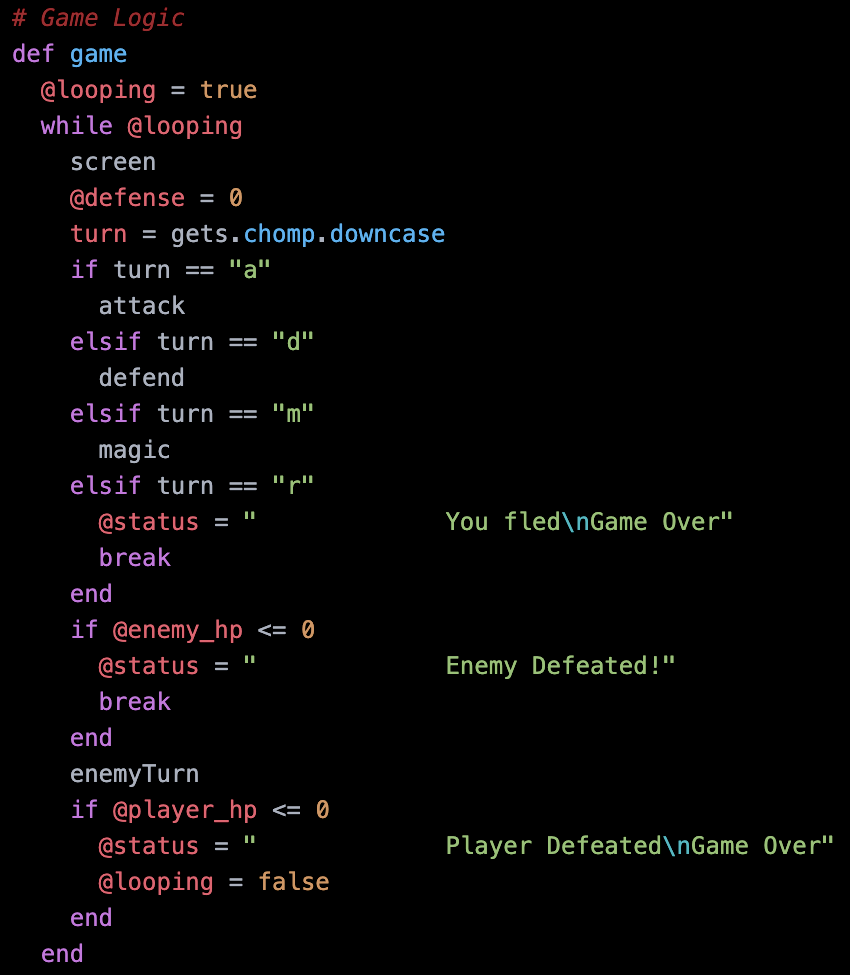 # Game Logic
def game
  @looping = true
  while @looping
    screen
    @defense = 0
    turn = gets.chomp.downcase
    if turn == "a"
      attack
    elsif turn == "d"
      defend
    elsif turn == "m"
      magic
    elsif turn == "r"
      @status = "             You fled\nGame Over"
      break
    end
    if @enemy_hp <= 0
      @status = "             Enemy Defeated!"
      break
    end
    enemyTurn
    if @player_hp <= 0
      @status = "             Player Defeated\nGame Over"
      @looping = false
    end
  end